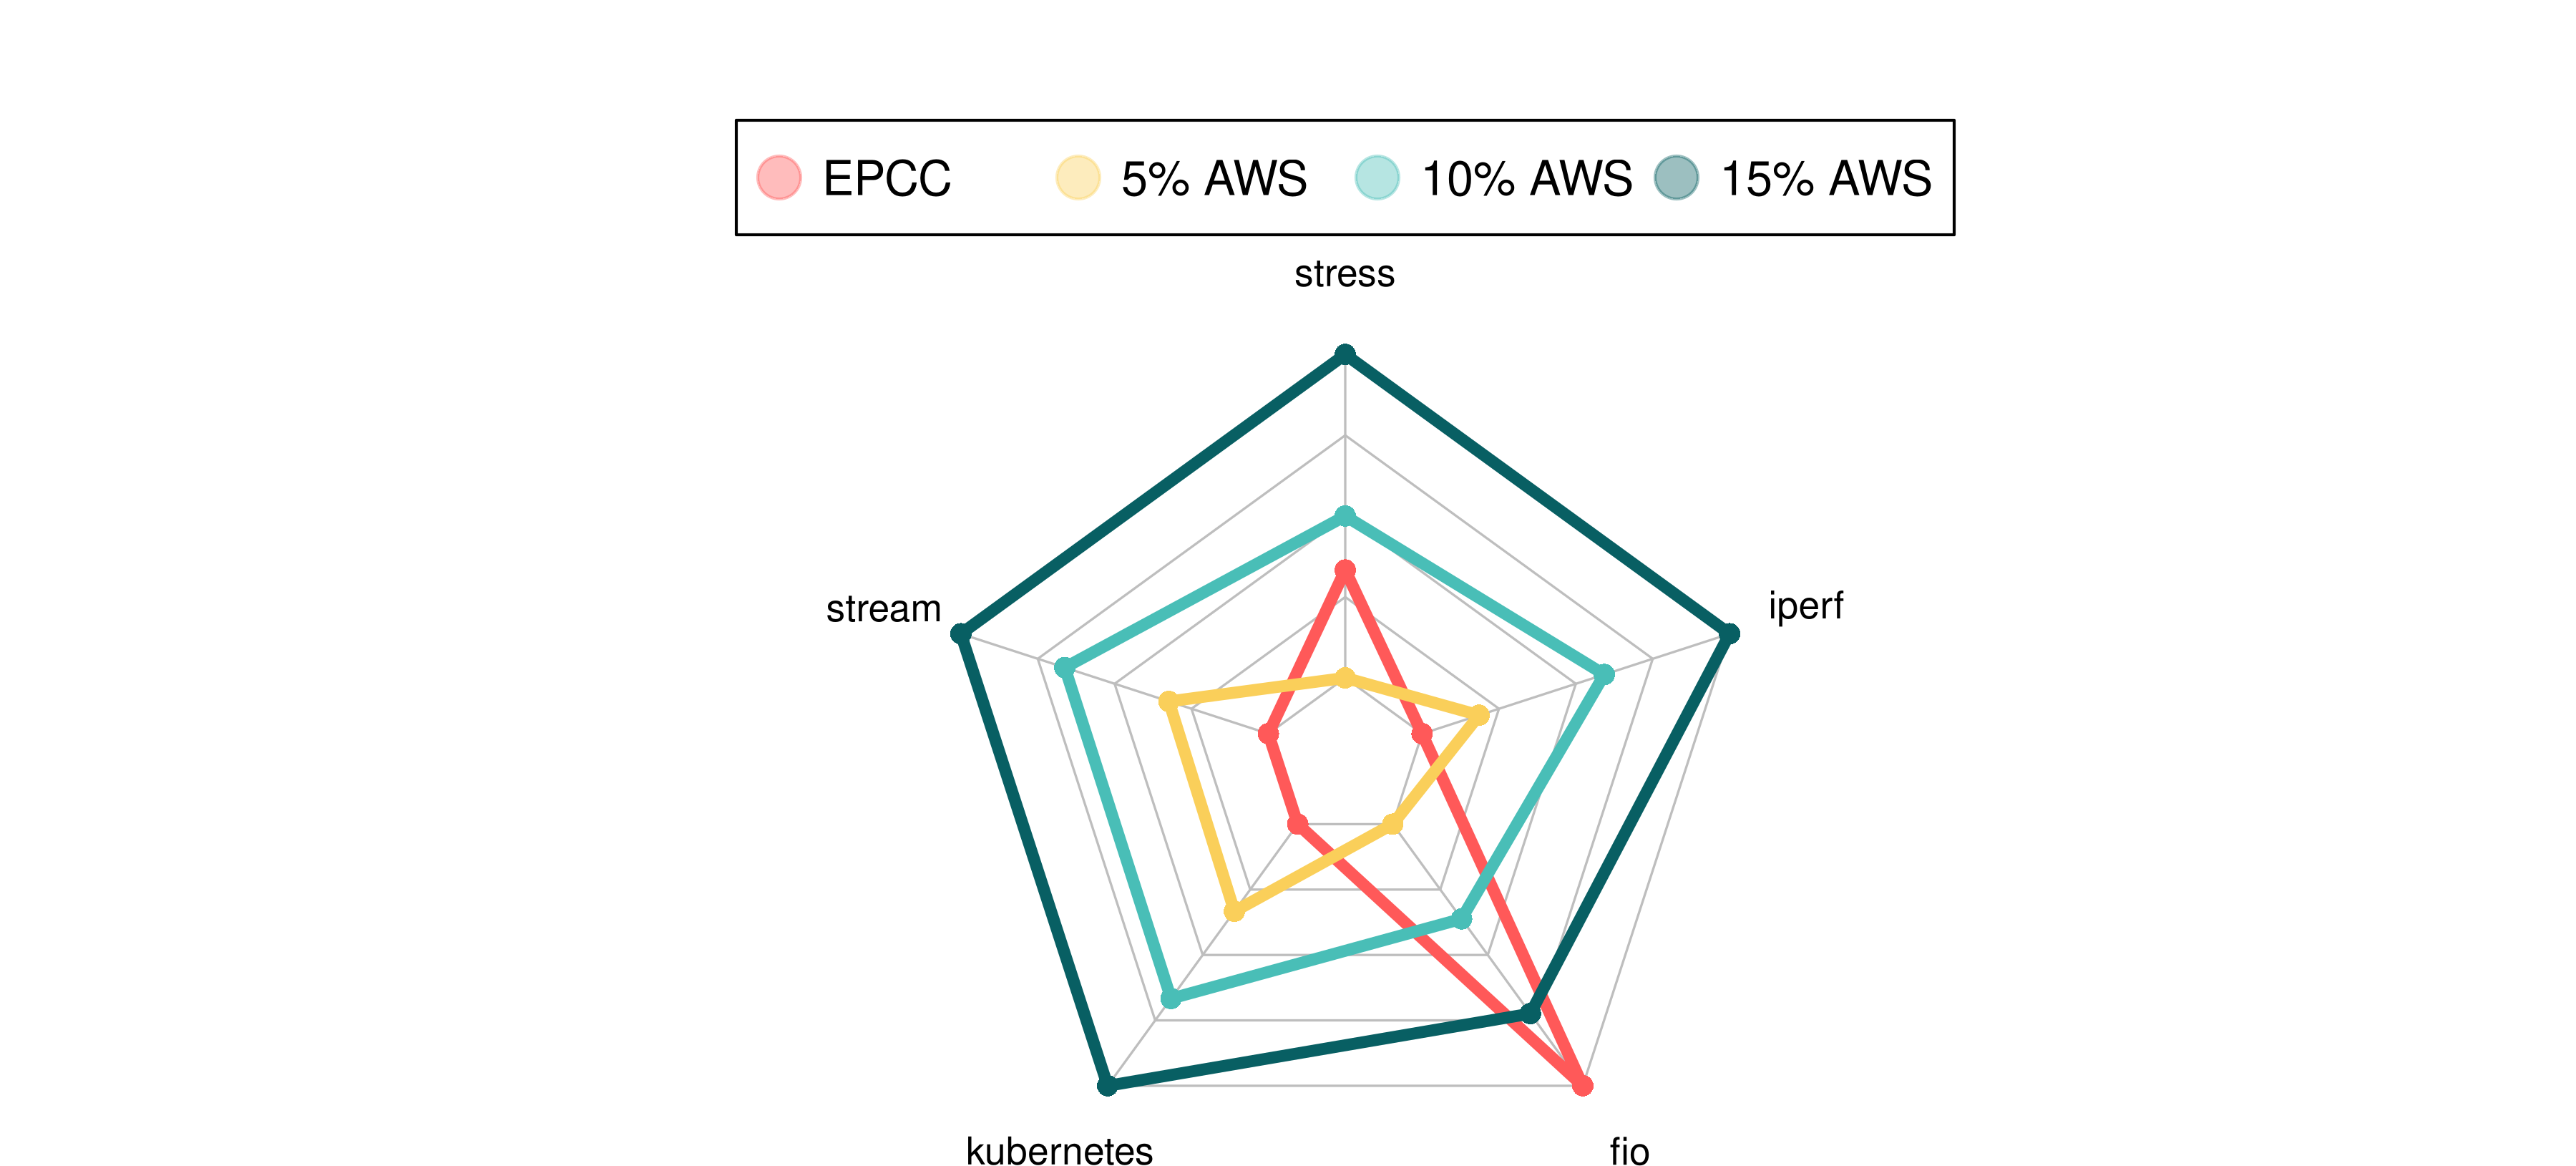 EPCC 5% AWS 10% AWS 15% AWS
stress
iperf
stream
kubernetes
fio